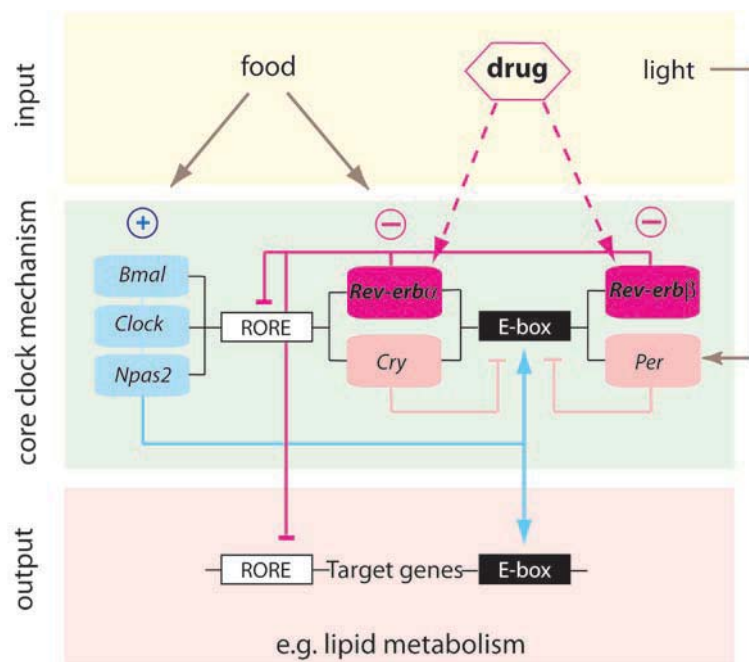 input
food
drug
light
core clock mechanism
+
−
−
Bmal
Clock
Npas2
RORE
Rev-erbα
Cry
E-box
Rev-erbβ
Per
output
RORE
Target genes
E-box
e.g. lipid metabolism